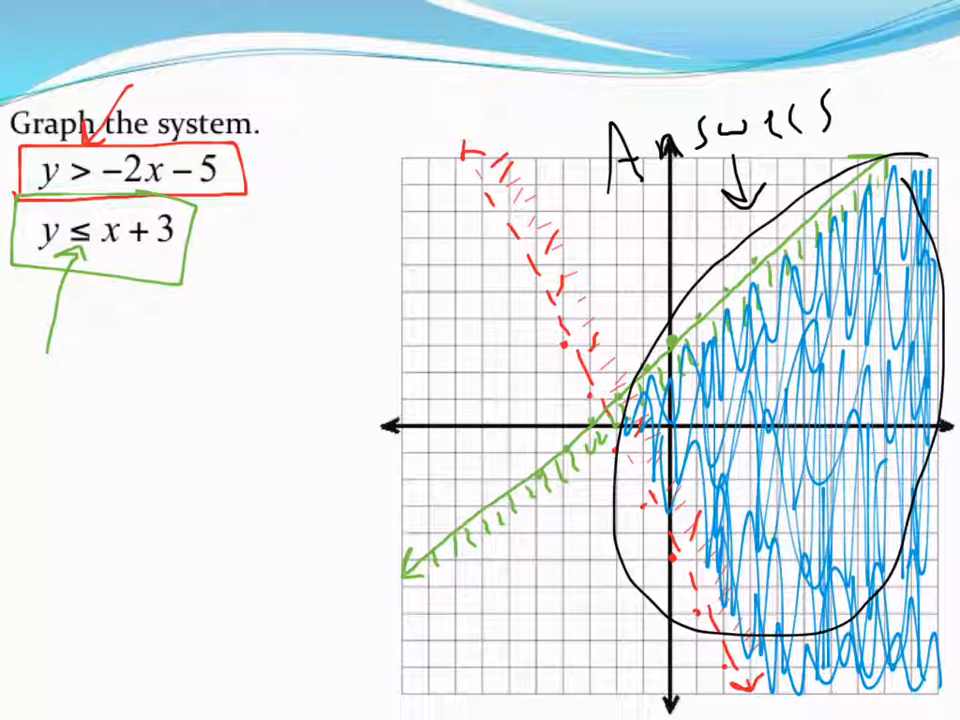 Graph the system.
y > −2x − 5
y ≤ x + 3
Answers